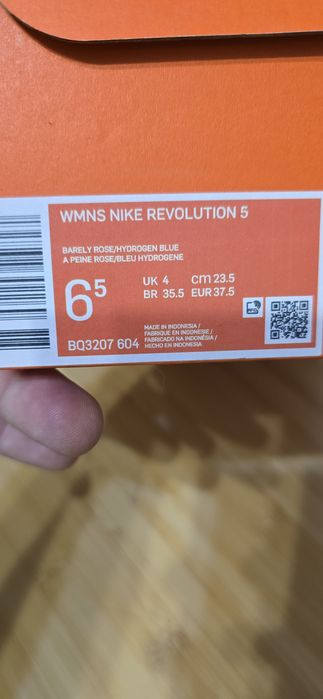 WMNS NIKE REVOLUTION 5
BARELY ROSE/HYDROGEN BLUE
A PEINE ROSE/BLEU HYDROGENE
6⁵
UK 4 CM 23.5
BR 35.5 EUR 37.5
MADE IN INDONESIA /
FABRIQUE EN INDONESIE /
FABRICADO NA INDONÉSIA /
HECHO EN INDONESIA
BQ3207 604